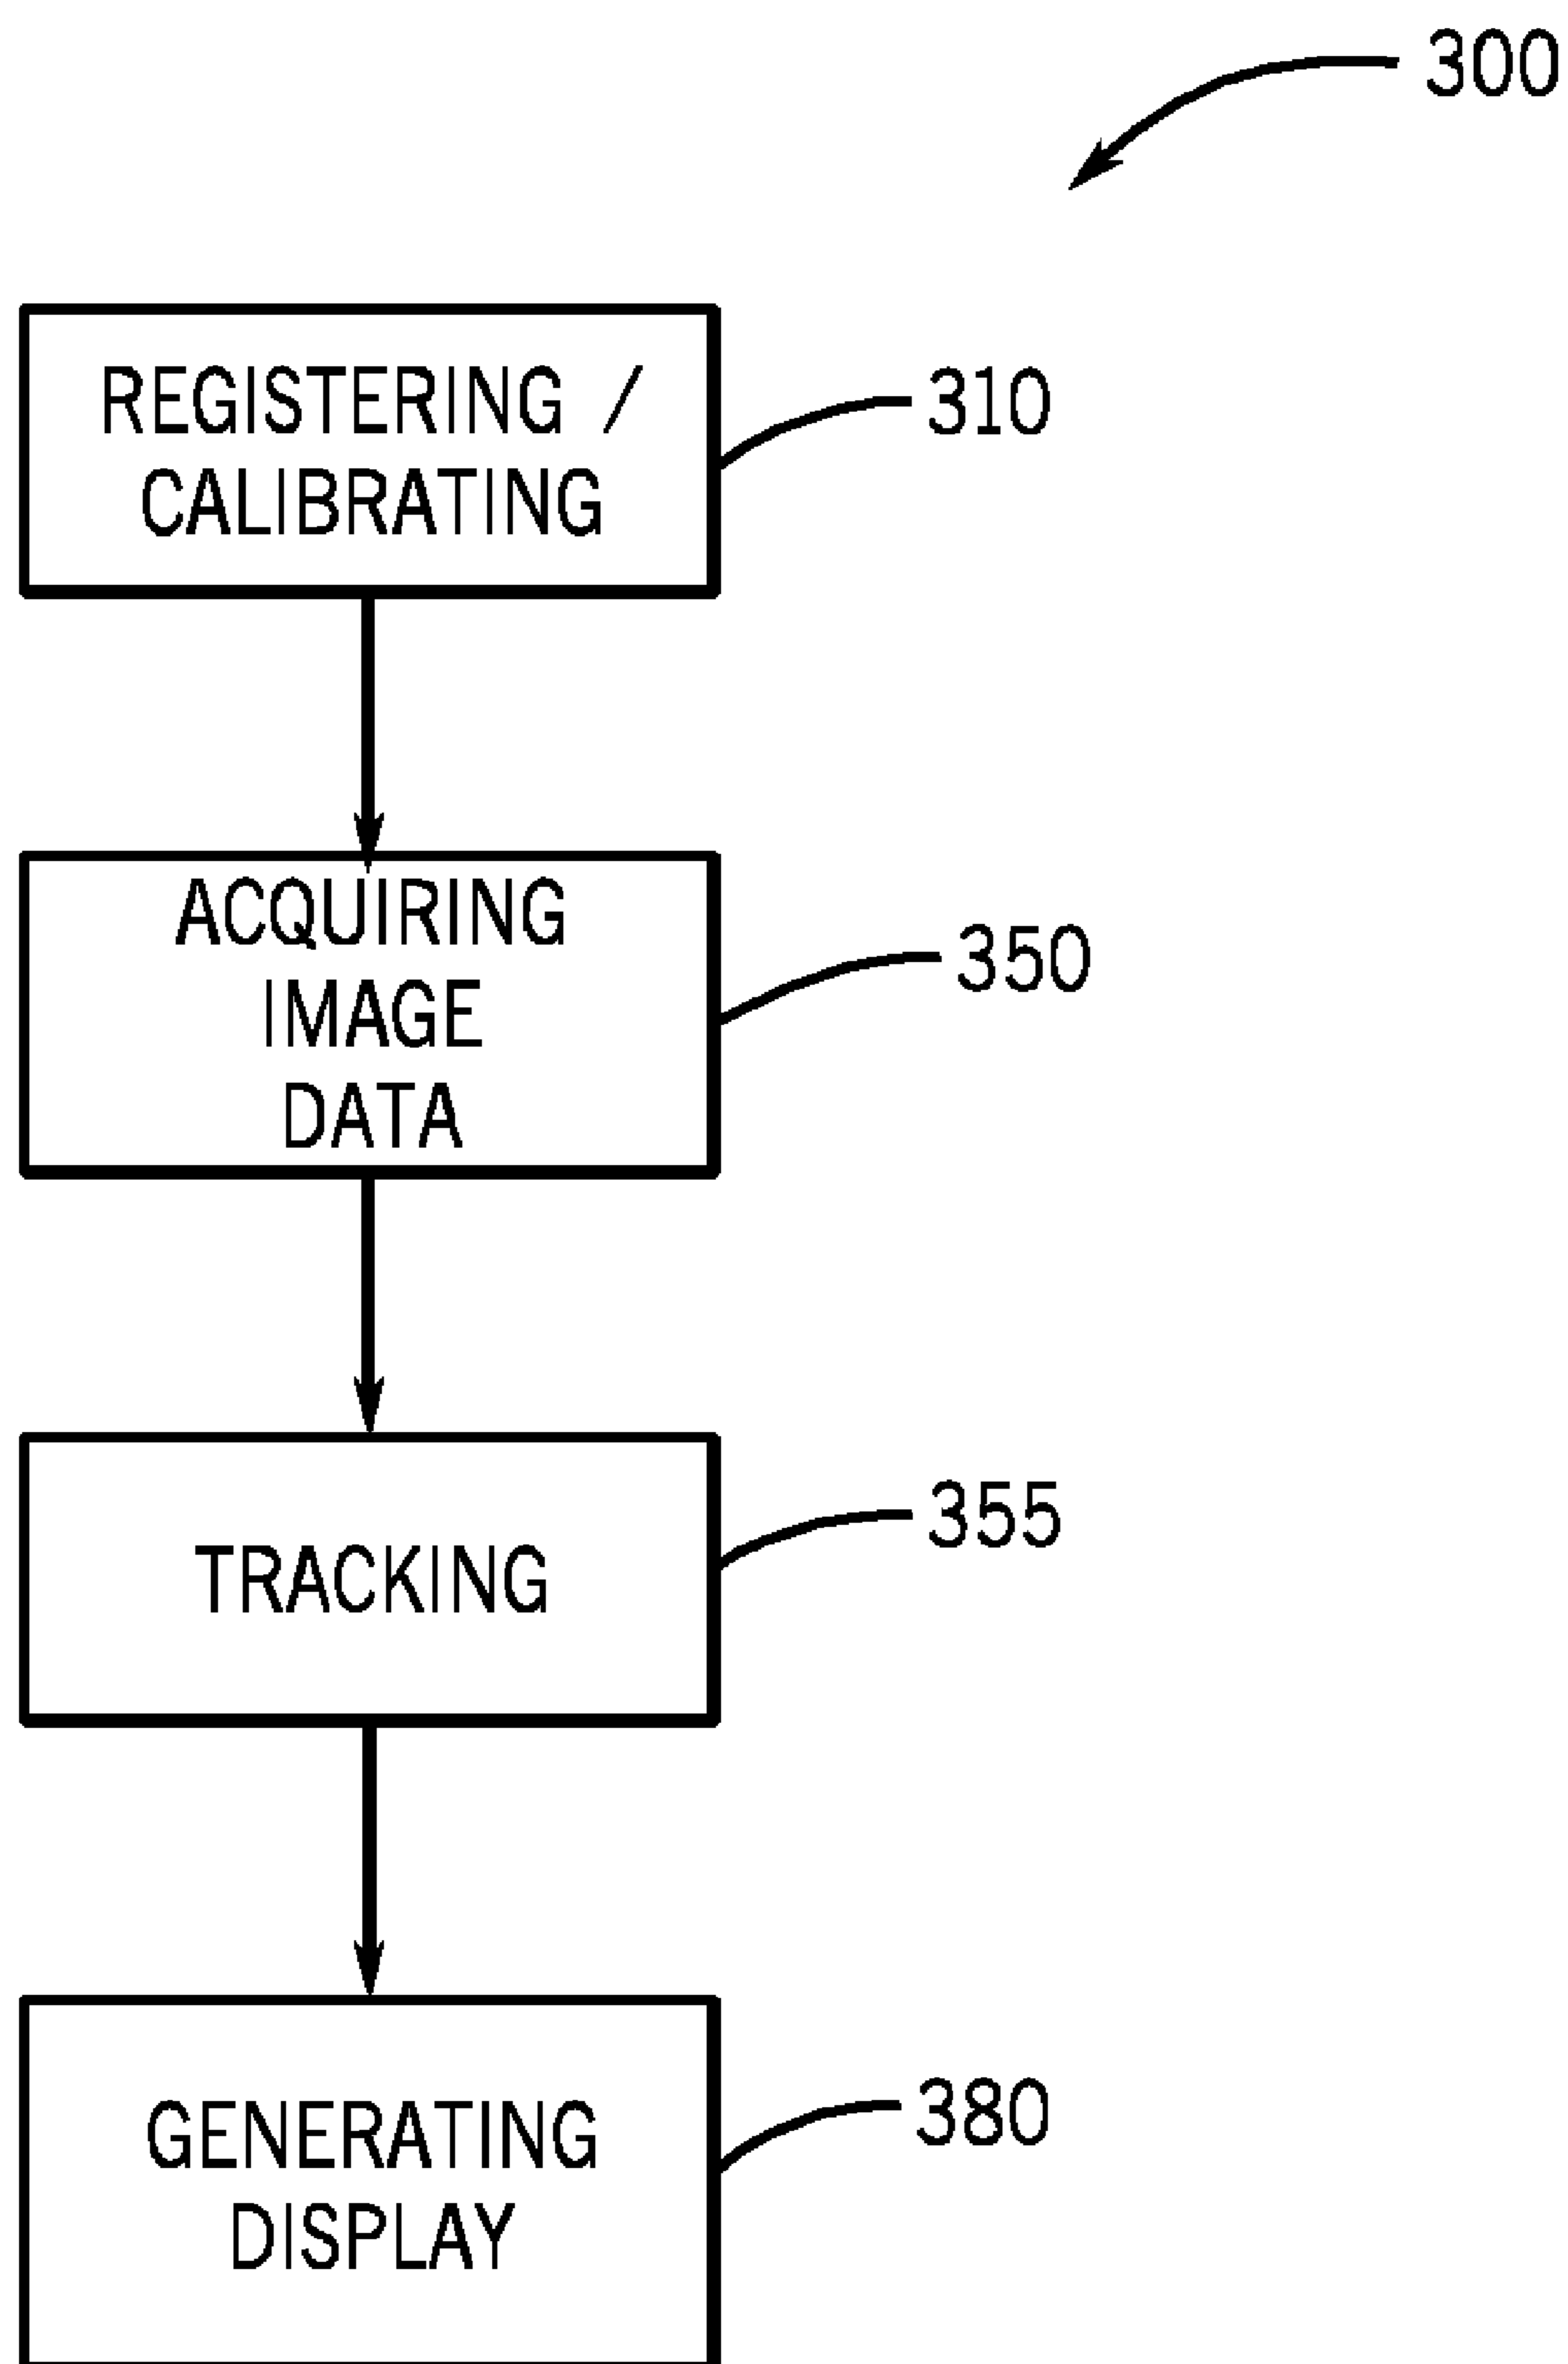 300
REGISTERING /
CALIBRATING
310
ACQUIRING
IMAGE
DATA
350
TRACKING
355
GENERATING
DISPLAY
380